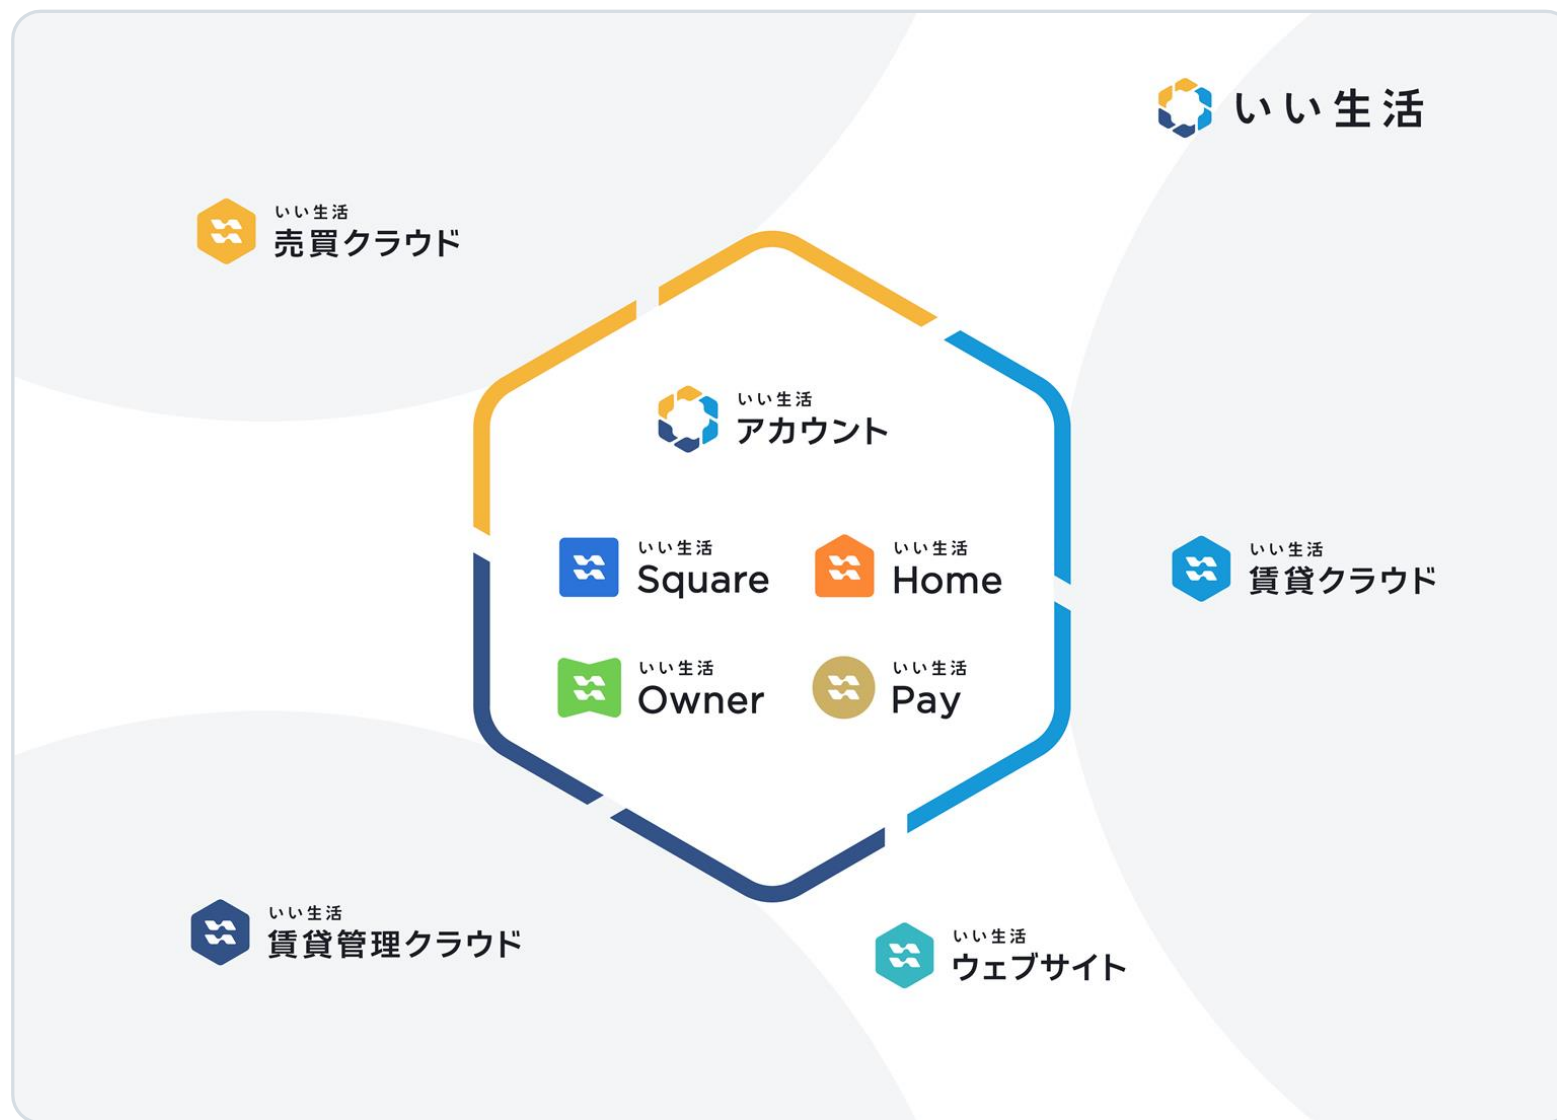 いい生活
いい生活
売買クラウド
いい生活
アカウント
いい生活
Square
いい生活
Home
いい生活
Owner
いい生活
Pay
いい生活
賃貸クラウド
いい生活
賃貸管理クラウド
いい生活
ウェブサイト